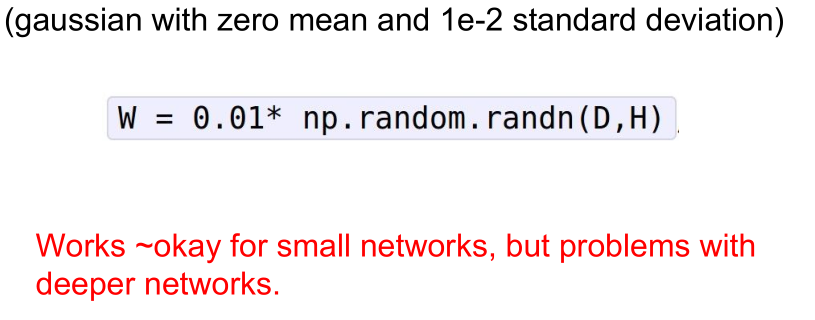 (gaussian with zero mean and 1e-2 standard deviation)
W = 0.01* np.random.randn(D,H)
Works ~okay for small networks, but problems with
deeper networks.